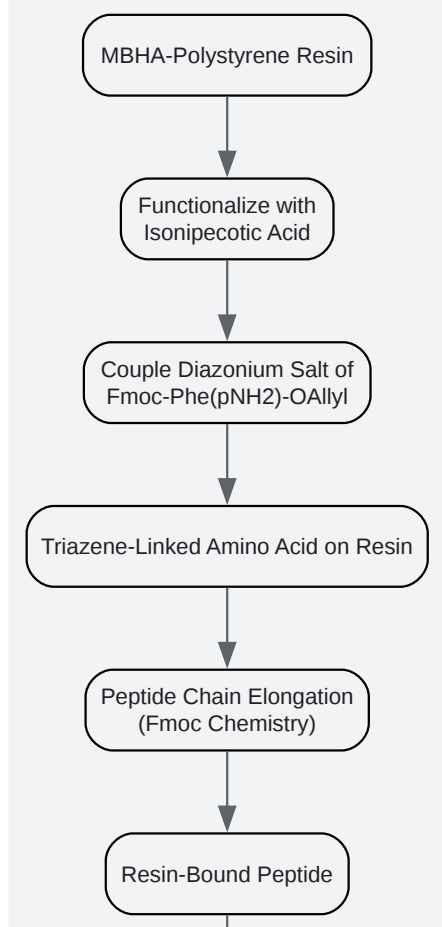 MBHA-Polystyrene Resin
Functionalize with
Isonipecotic Acid
Couple Diazonium Salt of
Fmoc-Phe(pNH2)-OAllyl
Triazene-Linked Amino Acid on Resin
Peptide Chain Elongation
(Fmoc Chemistry)
Resin-Bound Peptide